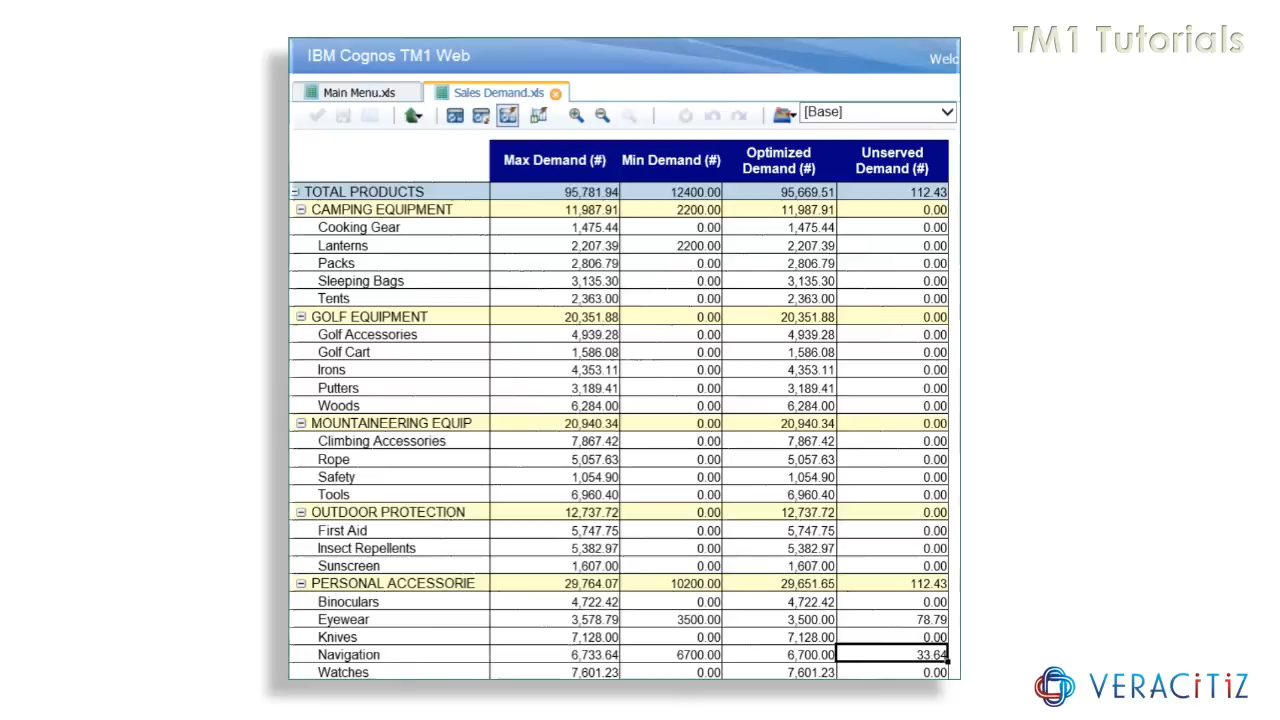 TM1 Tutorials
IBM Cognos TM1 Web
Welc
Main Menu.xls Sales Demand.xls
[Base]
Max Demand (#) Min Demand (#) Optimized Demand (#) Unserved Demand (#)
TOTAL PRODUCTS 95,781.94 12400.00 95,669.51 112.43
CAMPING EQUIPMENT 11,987.91 2200.00 11,987.91 0.00
Cooking Gear 1,475.44 0.00 1,475.44 0.00
Lanterns 2,207.39 2200.00 2,207.39 0.00
Packs 2,806.79 0.00 2,806.79 0.00
Sleeping Bags 3,135.30 0.00 3,135.30 0.00
Tents 2,363.00 0.00 2,363.00 0.00
GOLF EQUIPMENT 20,351.88 0.00 20,351.88 0.00
Golf Accessories 4,939.28 0.00 4,939.28 0.00
Golf Cart 1,586.08 0.00 1,586.08 0.00
Irons 4,353.11 0.00 4,353.11 0.00
Putters 3,189.41 0.00 3,189.41 0.00
Woods 6,284.00 0.00 6,284.00 0.00
MOUNTAINEERING EQUIP 20,940.34 0.00 20,940.34 0.00
Climbing Accessories 7,867.42 0.00 7,867.42 0.00
Rope 5,057.63 0.00 5,057.63 0.00
Safety 1,054.90 0.00 1,054.90 0.00
Tools 6,960.40 0.00 6,960.40 0.00
OUTDOOR PROTECTION 12,737.72 0.00 12,737.72 0.00
First Aid 5,747.75 0.00 5,747.75 0.00
Insect Repellents 5,382.97 0.00 5,382.97 0.00
Sunscreen 1,607.00 0.00 1,607.00 0.00
PERSONAL ACCESSORIE 29,764.07 10200.00 29,651.65 112.43
Binoculars 4,722.42 0.00 4,722.42 0.00
Eyewear 3,578.79 3500.00 3,500.00 78.79
Knives 7,128.00 0.00 7,128.00 0.00
Navigation 6,733.64 6700.00 6,700.00 33.64
Watches 7,601.23 0.00 7,601.23 0.00
VERACiTiZ